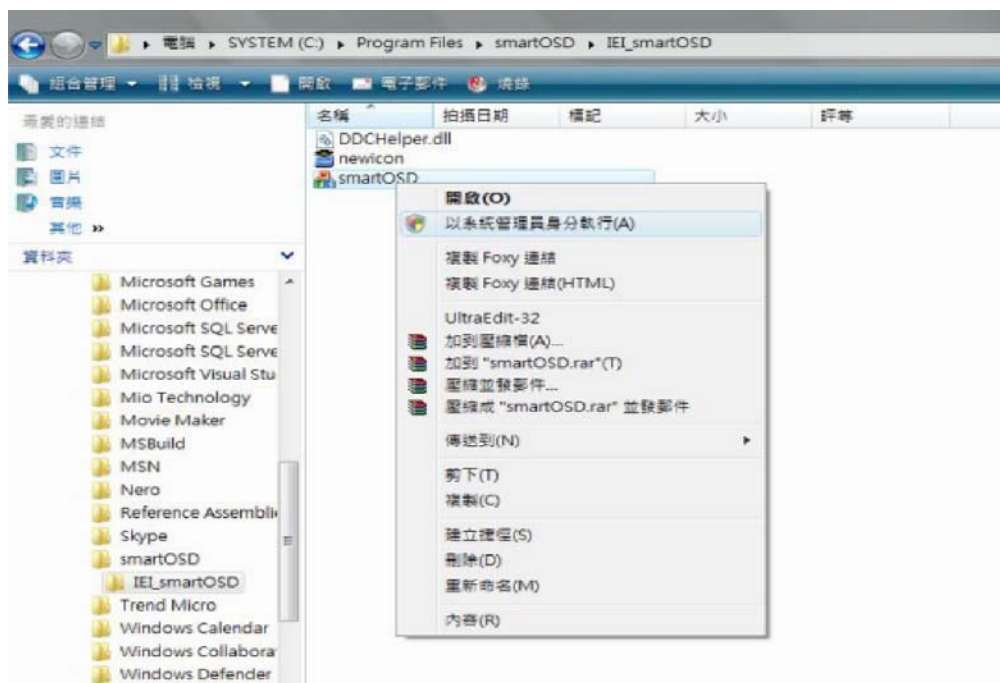 電腦 ▸ SYSTEM (C:) ▸ Program Files ▸ smartOSD ▸ IEI_smartOSD
組合管理 檢視 開啟 電子郵件 燒錄
最愛的連結
文件
圖片
音樂
其他 »
資料夾
Microsoft Games
Microsoft Office
Microsoft SQL Serve
Microsoft SQL Serve
Microsoft Visual Stu
Mio Technology
Movie Maker
MSBuild
MSN
Nero
Reference Assembli
Skype
smartOSD
IEI_smartOSD
Trend Micro
Windows Calendar
Windows Collabora
Windows Defender
名稱 拍攝日期 標記 大小 評等
DDCHelper.dll
newicon
smartOSD
開啟(O)
以系統管理員身分執行(A)
複製 Foxy 連結
複製 Foxy 連結(HTML)
UltraEdit-32
加到壓縮檔(A)...
加到 "smartOSD.rar"(T)
壓縮並發郵件...
壓縮成 "smartOSD.rar" 並發郵件
傳送到(N)
剪下(T)
複製(C)
建立捷徑(S)
刪除(D)
重新命名(M)
內容(R)